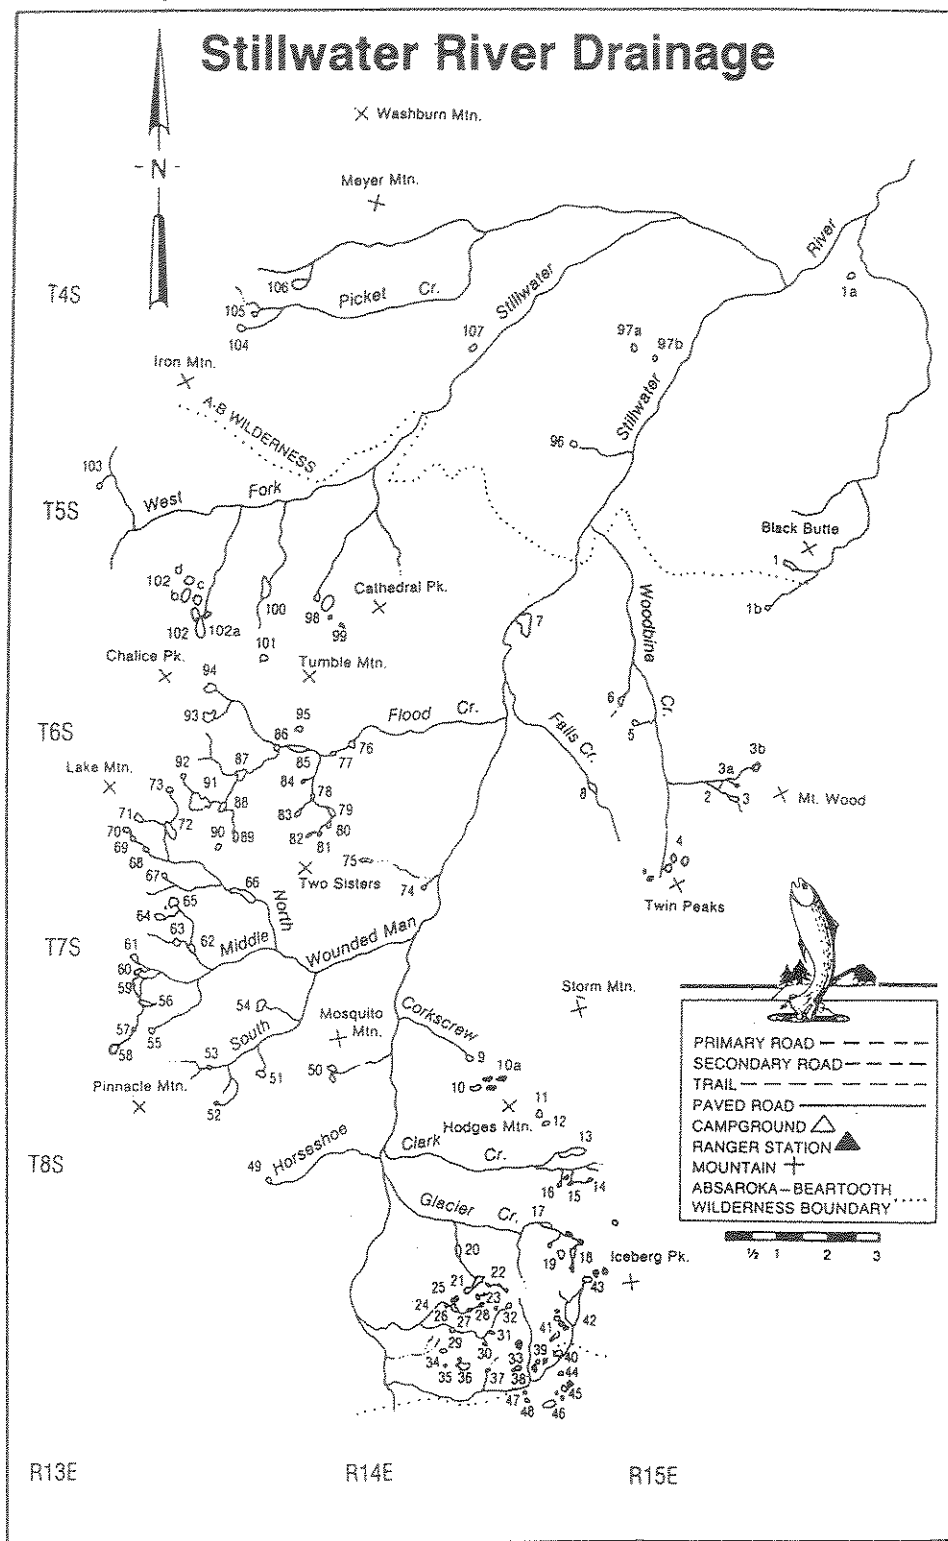 Stillwater River Drainage
Washburn Mtn.
- N -
Meyer Mtn.
River
T4S
106
Stillwater
1a
105
Picket Cr.
104
107
97a
97b
Iron Mtn.
A-B WILDERNESS
Stillwater
96
103
West Fork
T5S
Black Butte
1
d
102
c
b
100
98
Cathedral Pk.
99
1b
102
102a
7
Woodbine
101
Chalice Pk.
Tumble Mtn.
94
6
93
95
Flood Cr.
Cr.
5
T6S
86
Falls Cr.
76
85
77
3b
3a
92
87
84
Lake Mtn.
91
73
78
8
2
3
Mt. Wood
71
88
83
79
70
72
90
89
82
80
81
69
4
68
75
67
Two Sisters
66
74
65
North
Twin Peaks
64
63
62
Middle
Wounded Man
T7S
61
60
59
56
54
Storm Mtn.
Mosquito
Mtn.
Corkscrew
57
55
South
58
53
9
51
50
10a
10
Pinnacle Mtn.
52
11
12
Hodges Mtn.
PRIMARY ROAD
SECONDARY ROAD
TRAIL
PAVED ROAD
CAMPGROUND
RANGER STATION
MOUNTAIN
ABSAROKA-BEARTOOTH
WILDERNESS BOUNDARY
½ 1 2 3
T8S
49
Horseshoe
Clark Cr.
13
16
15
14
Glacier Cr.
17
20
19
18
Iceberg Pk.
21
22
43
25
23
24
26
27
28
32
42
41
29
31
30
33
39
40
34
35
36
37
38
44
45
47
48
46
R13E
R14E
R15E